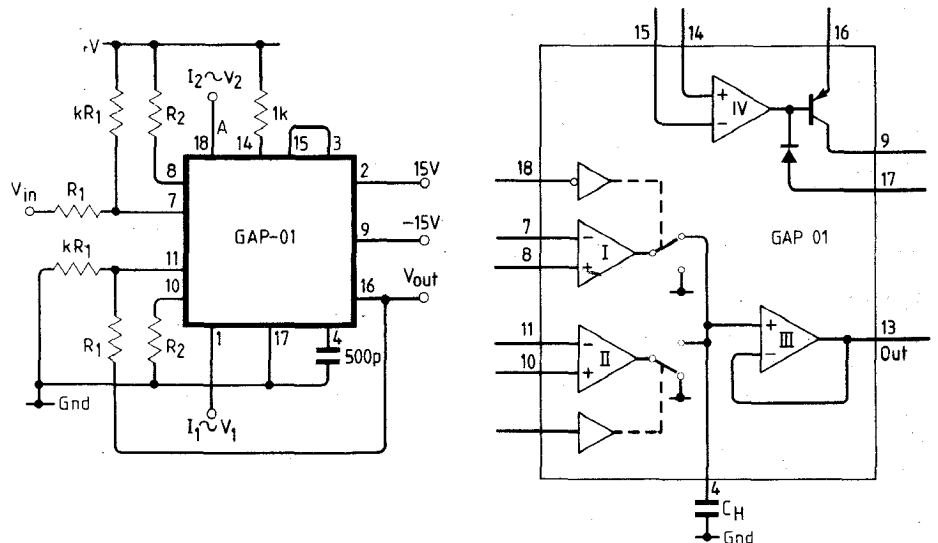 rV
I2~V2
kR1
R2
1k
A
18
14
15
3
8
2
15V
Vin
R1
7
GAP-01
9
-15V
kR1
11
10
16
Vout
R1
R2
1
17
4
500p
Gnd
I1~V1
15
14
16
+
-
IV
9
17
18
GAP 01
7
-
I
8
+
11
-
II
10
+
+
-
III
13
Out
4
CH
Gnd